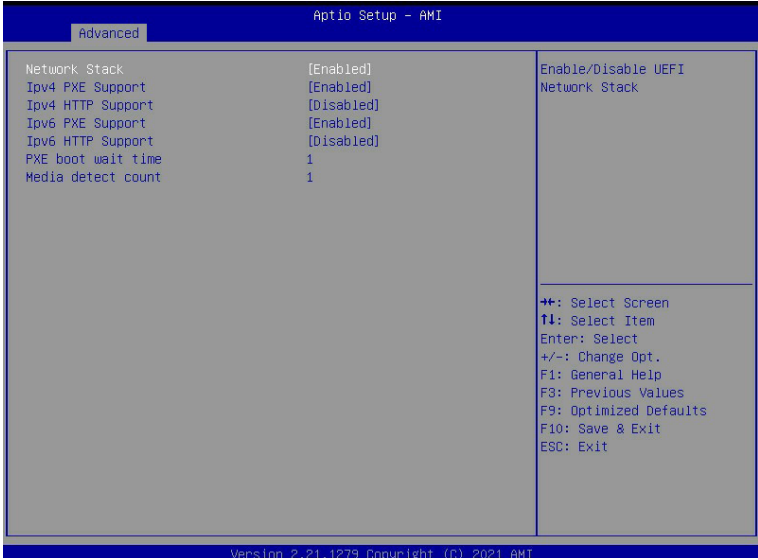 Aptio Setup – AMI
Advanced
Network Stack [Enabled]
Ipv4 PXE Support [Enabled]
Ipv4 HTTP Support [Disabled]
Ipv6 PXE Support [Enabled]
Ipv6 HTTP Support [Disabled]
PXE boot wait time 1
Media detect count 1
Enable/Disable UEFI
Network Stack
→←: Select Screen
↑↓: Select Item
Enter: Select
+/-: Change Opt.
F1: General Help
F3: Previous Values
F9: Optimized Defaults
F10: Save & Exit
ESC: Exit
Version 2.21.1279 Copyright (C) 2021 AMI